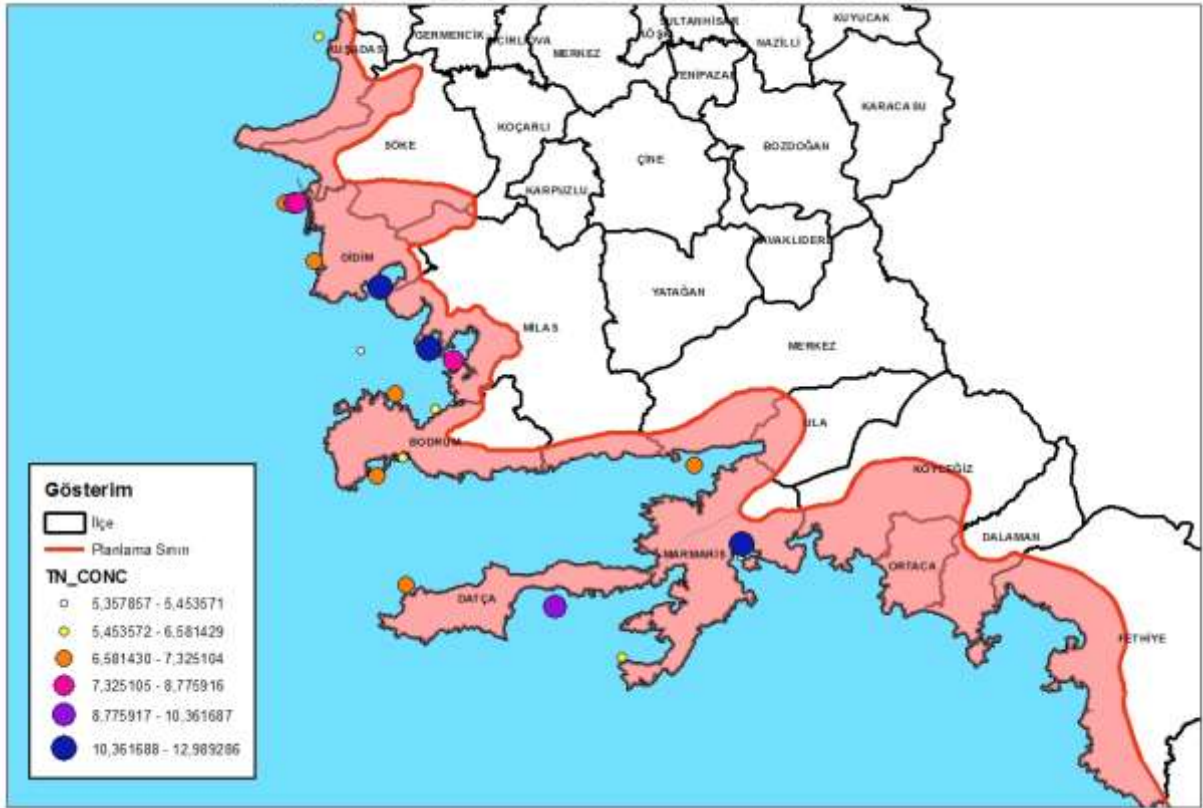 KUYUCAK
SULTANHİSAR
KÖŞK
NAZİLLİ
GERMENCİK
MERKEZ
YENİPAZAR
KARACASU
KOÇARLI
SÖKE
ÇİNE
BOZDOĞAN
KARPUZLU
KAVAKLIDERE
DİDİM
YATAĞAN
MİLAS
MERKEZ
ULA
BODRUM
KÖYCEĞİZ
DALAMAN
MARMARİS
ORTACA
DATÇA
FETHİYE
Gösterim
İlçe
Planlama Sınırı
TN_CONC
5,357857 - 5,453571
5,453572 - 6,581429
6,581430 - 7,325104
7,325105 - 8,775916
8,775917 - 10,361687
10,361688 - 12,989286